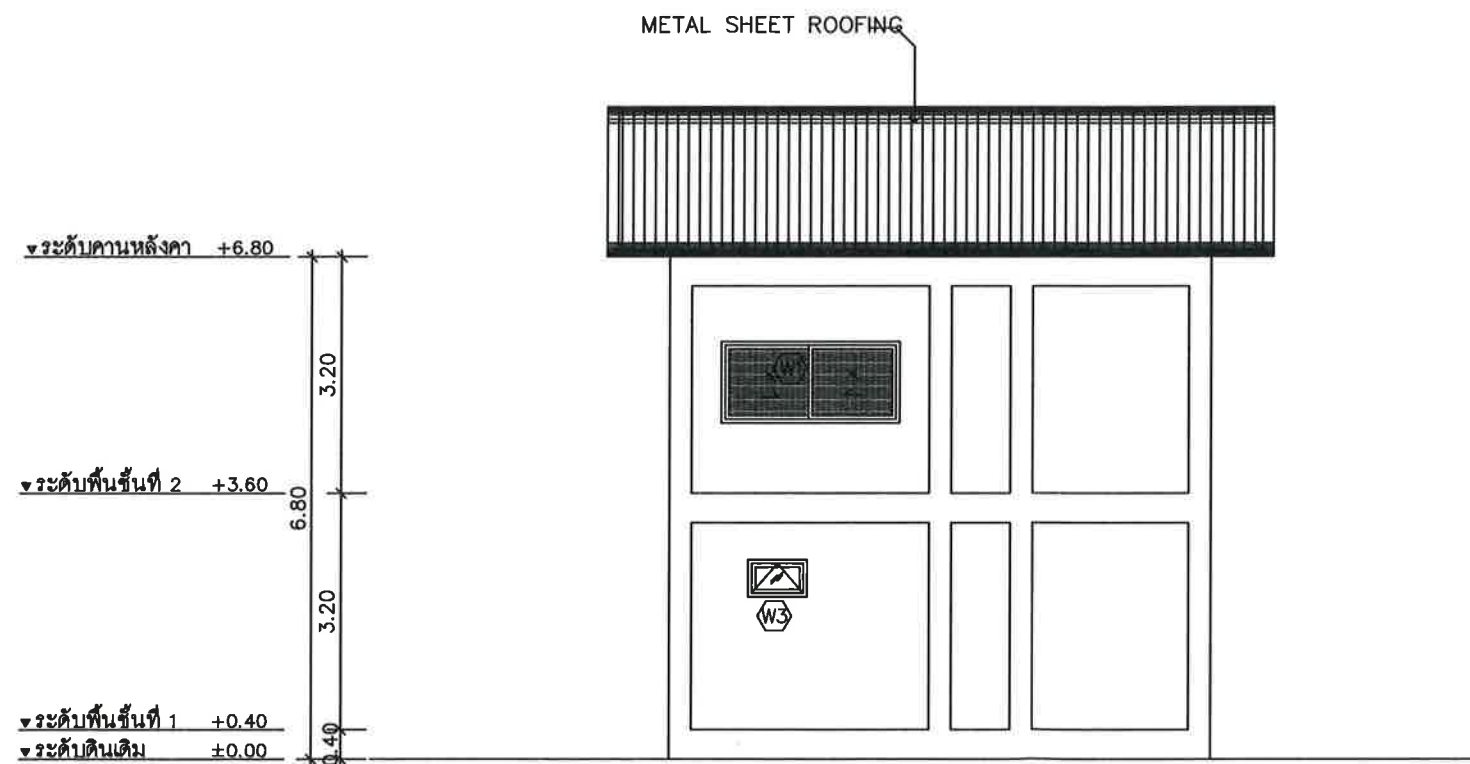 METAL SHEET ROOFING
ระดับคานหลังคา +6.80
3.20
W1
ระดับพื้นชั้นที่ 2 +3.60
6.80
3.20
W3
ระดับพื้นชั้นที่ 1 +0.40
0.40
ระดับดินเดิม ±0.00